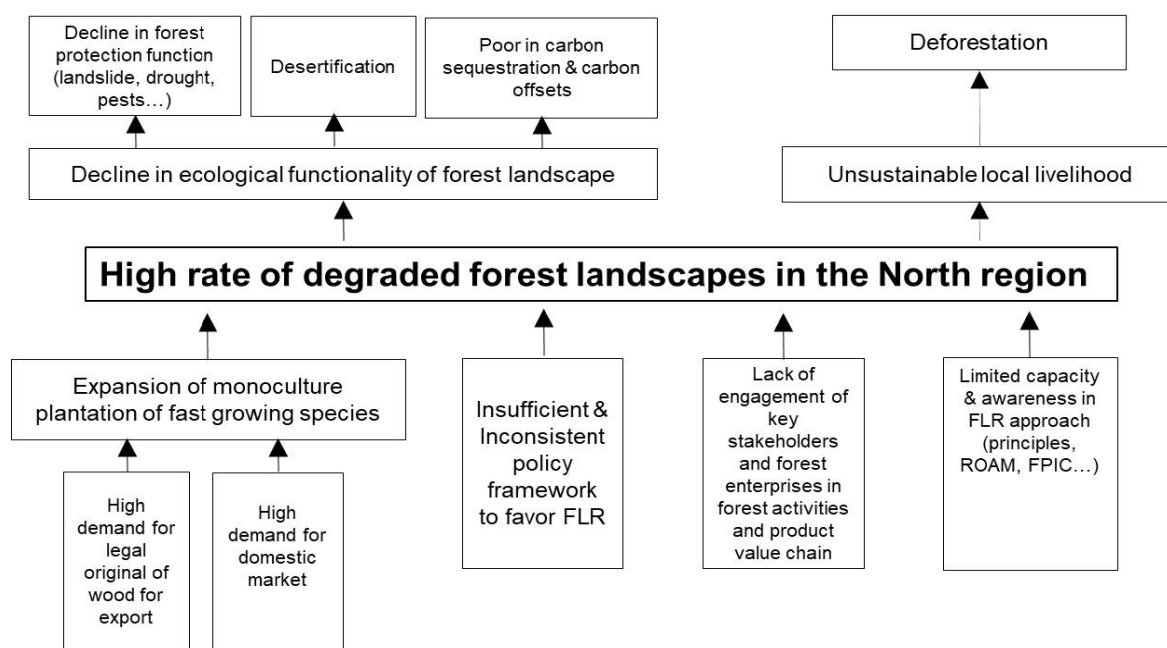 Decline in forest
protection function
(landslide, drought,
pests…)
Desertification
Poor in carbon
sequestration & carbon
offsets
Deforestation
Decline in ecological functionality of forest landscape
Unsustainable local livelihood
High rate of degraded forest landscapes in the North region
Expansion of monoculture
plantation of fast growing species
Insufficient &
Inconsistent
policy
framework
to favor FLR
Lack of
engagement of
key
stakeholders
and forest
enterprises in
forest activities
and product
value chain
Limited capacity
& awareness in
FLR approach
(principles,
ROAM, FPIC…)
High
demand for
legal
original of
wood for
export
High
demand for
domestic
market